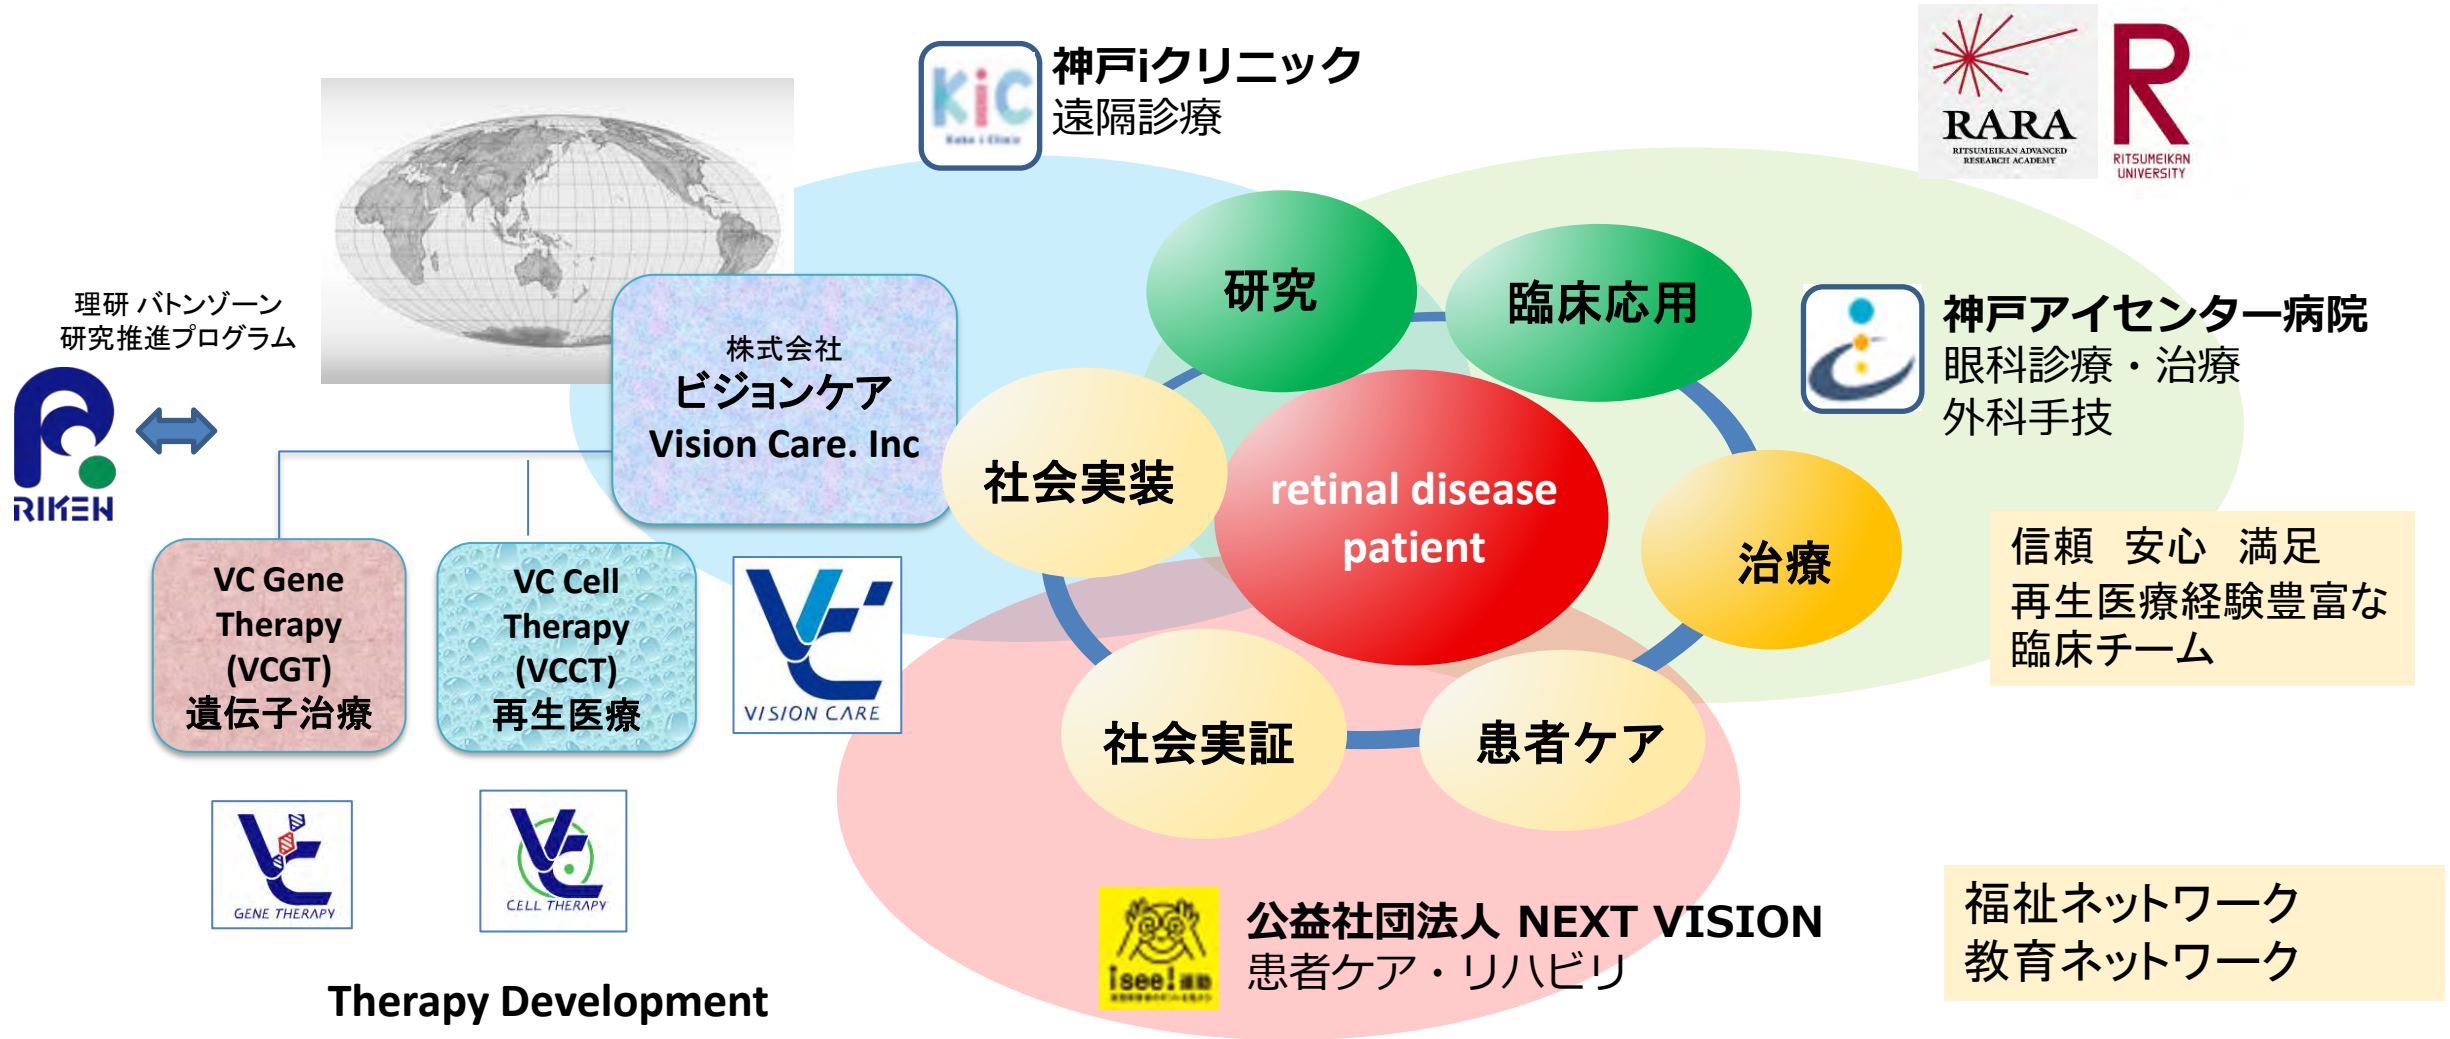 神戸iクリニック
遠隔診療
KiC
Kobe i Clinic
RARA
RITSUMEIKAN ADVANCED
RESEARCH ACADEMY
R
RITSUMEIKAN
UNIVERSITY
理研 バトンゾーン
研究推進プログラム
RIKEN
株式会社
ビジョンケア
Vision Care. Inc
VC Gene
Therapy
(VCGT)
遺伝子治療
VC Cell
Therapy
(VCCT)
再生医療
VISION CARE
GENE THERAPY
CELL THERAPY
Therapy Development
研究
臨床応用
社会実装
retinal disease
patient
治療
社会実証
患者ケア
神戸アイセンター病院
眼科診療・治療
外科手技
信頼　安心　満足
再生医療経験豊富な
臨床チーム
isee!運動
公益社団法人 NEXT VISION
患者ケア・リハビリ
福祉ネットワーク
教育ネットワーク